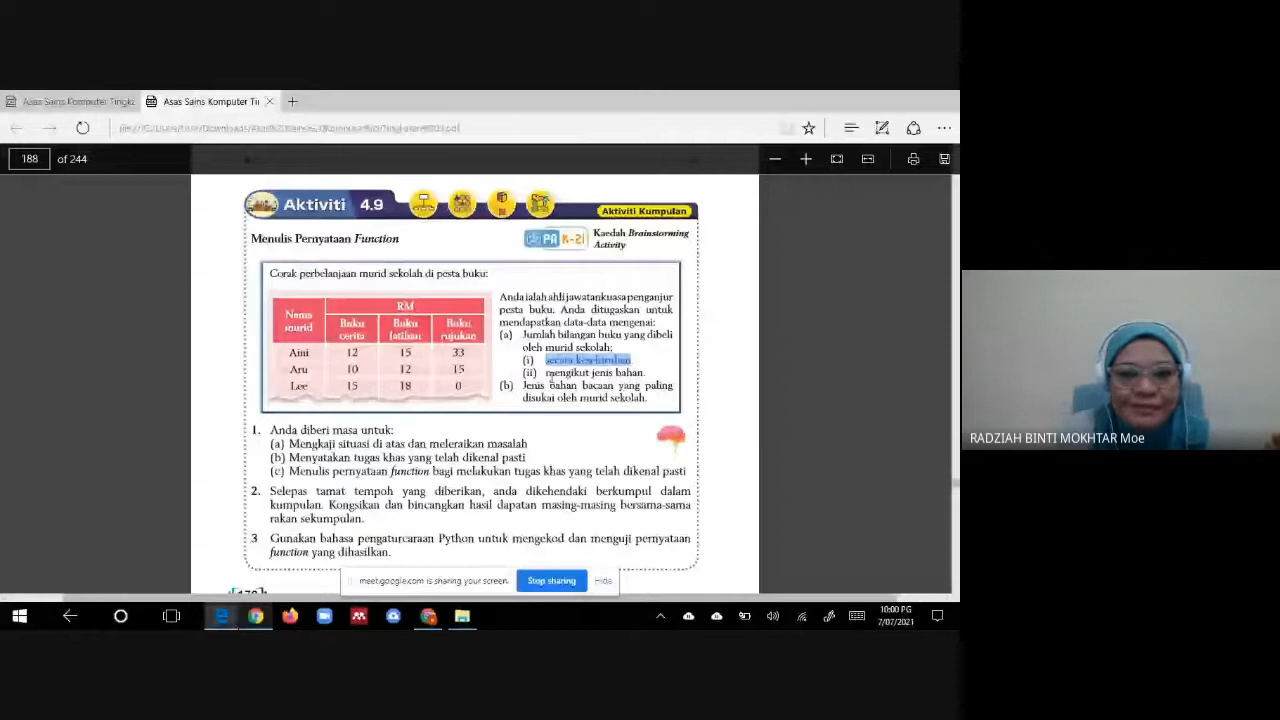 Asas Sains Komputer Tingka
Asas Sains Komputer Tin
188 of 244
Aktiviti 4.9
Aktiviti Kumpulan
Menulis Pernyataan Function
PA K-21
Kaedah Brainstorming
Activity
Corak perbelanjaan murid sekolah di pesta buku:
Nama murid
RM
Buku cerita
Buku latihan
Buku rujukan
Aini 12 15 33
Aru 10 12 15
Lee 15 18 0
Anda ialah ahli jawatankuasa penganjur
pesta buku. Anda ditugaskan untuk
mendapatkan data-data mengenai:
(a) Jumlah bilangan buku yang dibeli
oleh murid sekolah;
(i) secara keseluruhan
(ii) mengikut jenis bahan.
(b) Jenis bahan bacaan yang paling
disukai oleh murid sekolah.
1. Anda diberi masa untuk:
(a) Mengkaji situasi di atas dan meleraikan masalah
(b) Menyatakan tugas khas yang telah dikenal pasti
(c) Menulis pernyataan function bagi melakukan tugas khas yang telah dikenal pasti
2. Selepas tamat tempoh yang diberikan, anda dikehendaki berkumpul dalam
kumpulan. Kongsikan dan bincangkan hasil dapatan masing-masing bersama-sama
rakan sekumpulan.
3 Gunakan bahasa pengaturcaraan Python untuk mengekod dan menguji pernyataan
function yang dihasilkan.
meet.google.com is sharing your screen.
Stop sharing
Hide
10:00 PG
7/07/2021
RADZIAH BINTI MOKHTAR Moe